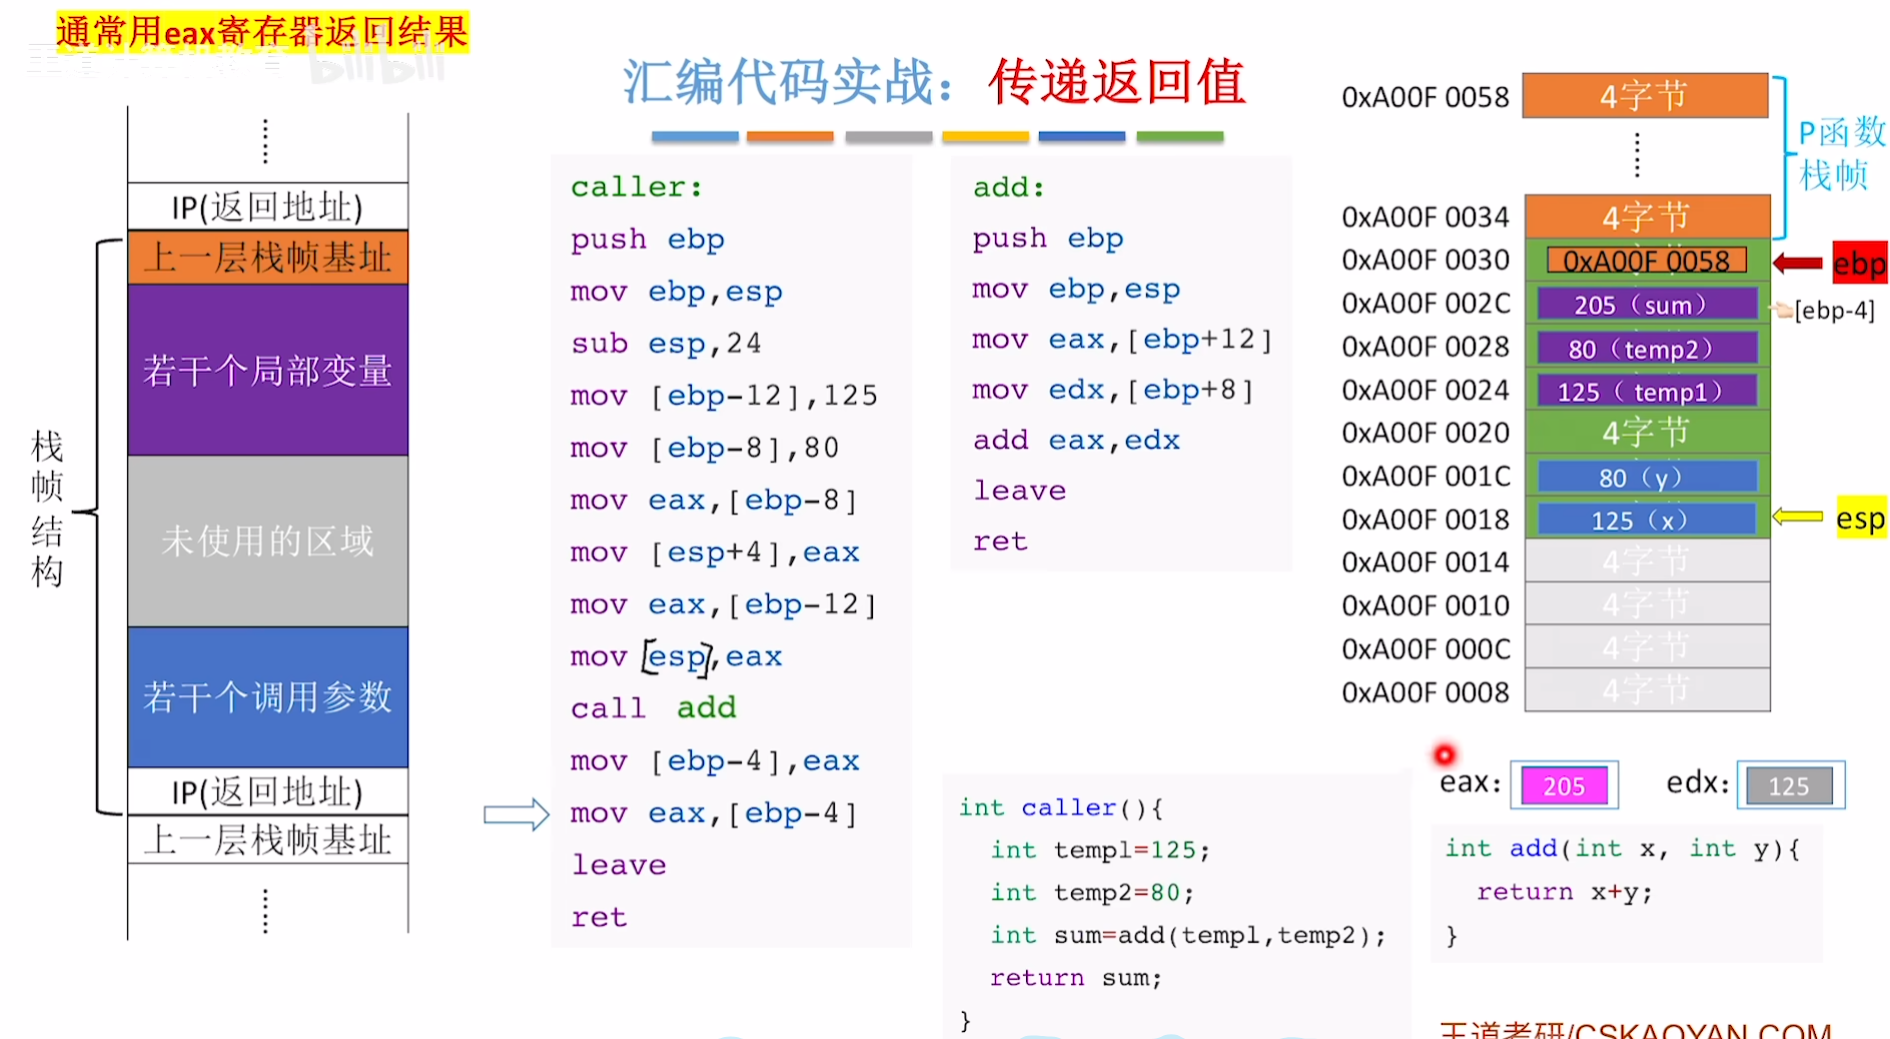 通常用eax寄存器返回结果
王道计算机教育
bilibili
汇编代码实战：传递返回值
IP(返回地址)
上一层栈帧基址
若干个局部变量
未使用的区域
若干个调用参数
IP(返回地址)
上一层栈帧基址
栈帧结构
caller:
push ebp
mov ebp,esp
sub esp,24
mov [ebp-12],125
mov [ebp-8],80
mov eax,[ebp-8]
mov [esp+4],eax
mov eax,[ebp-12]
mov [esp],eax
call add
mov [ebp-4],eax
mov eax,[ebp-4]
leave
ret
add:
push ebp
mov ebp,esp
mov eax,[ebp+12]
mov edx,[ebp+8]
add eax,edx
leave
ret
int caller(){
int temp1=125;
int temp2=80;
int sum=add(temp1,temp2);
return sum;
}
0xA00F 0058 4字节
P函数
栈帧
0xA00F 0034 4字节
0xA00F 0030 0xA00F 0058 ebp
0xA00F 002C 205（sum） [ebp-4]
0xA00F 0028 80（temp2）
0xA00F 0024 125（ temp1）
0xA00F 0020 4字节
0xA00F 001C 80（y）
0xA00F 0018 125（x） esp
0xA00F 0014 4字节
0xA00F 0010 4字节
0xA00F 000C 4字节
0xA00F 0008 4字节
eax: 205 edx: 125
int add(int x, int y){
return x+y;
}
王道考研/CSKAOYAN.COM